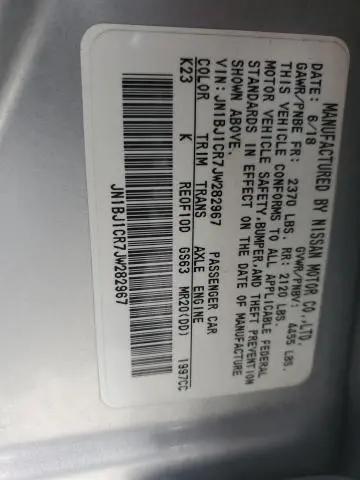 MANUFACTURED BY NISSAN MOTOR CO.,LTD.
DATE: 6/18 GVWR/PNBV: 4455 LBS.
GAWR/PNBE FR: 2370 LBS. RR: 2120 LBS.
THIS VEHICLE CONFORMS TO ALL APPLICABLE FEDERAL
MOTOR VEHICLE SAFETY,BUMPER,AND THEFT PREVENTION
STANDARDS IN EFFECT ON THE DATE OF MANUFACTURE
SHOWN ABOVE.
VIN: JN1BJ1CR7JW282967 PASSENGER CAR
COLOR TRIM TRANS AXLE ENGINE
K23 K RE0F10D GS63 MR20(DD) 1997CC
JN1BJ1CR7JW282967